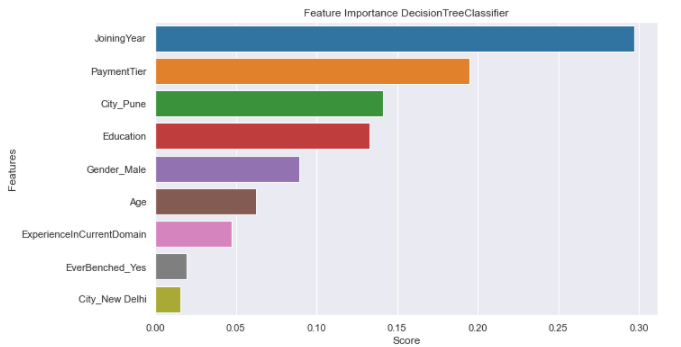 Feature Importance DecisionTreeClassifier
Features
JoiningYear
PaymentTier
City_Pune
Education
Gender_Male
Age
ExperienceInCurrentDomain
EverBenched_Yes
City_New Delhi
0.00 0.05 0.10 0.15 0.20 0.25 0.30
Score